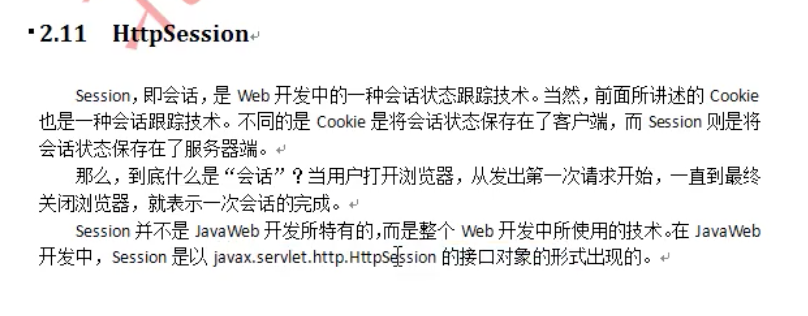 2.11 HttpSession
Session，即会话，是 Web 开发中的一种会话状态跟踪技术。当然，前面所讲述的 Cookie
也是一种会话跟踪技术。不同的是 Cookie 是将会话状态保存在了客户端，而 Session 则是将
会话状态保存在了服务器端。
那么，到底什么是“会话”？当用户打开浏览器，从发出第一次请求开始，一直到最终
关闭浏览器，就表示一次会话的完成。
Session 并不是 JavaWeb 开发所特有的，而是整个 Web 开发中所使用的技术。在 JavaWeb
开发中，Session 是以 javax.servlet.http.HttpSession 的接口对象的形式出现的。